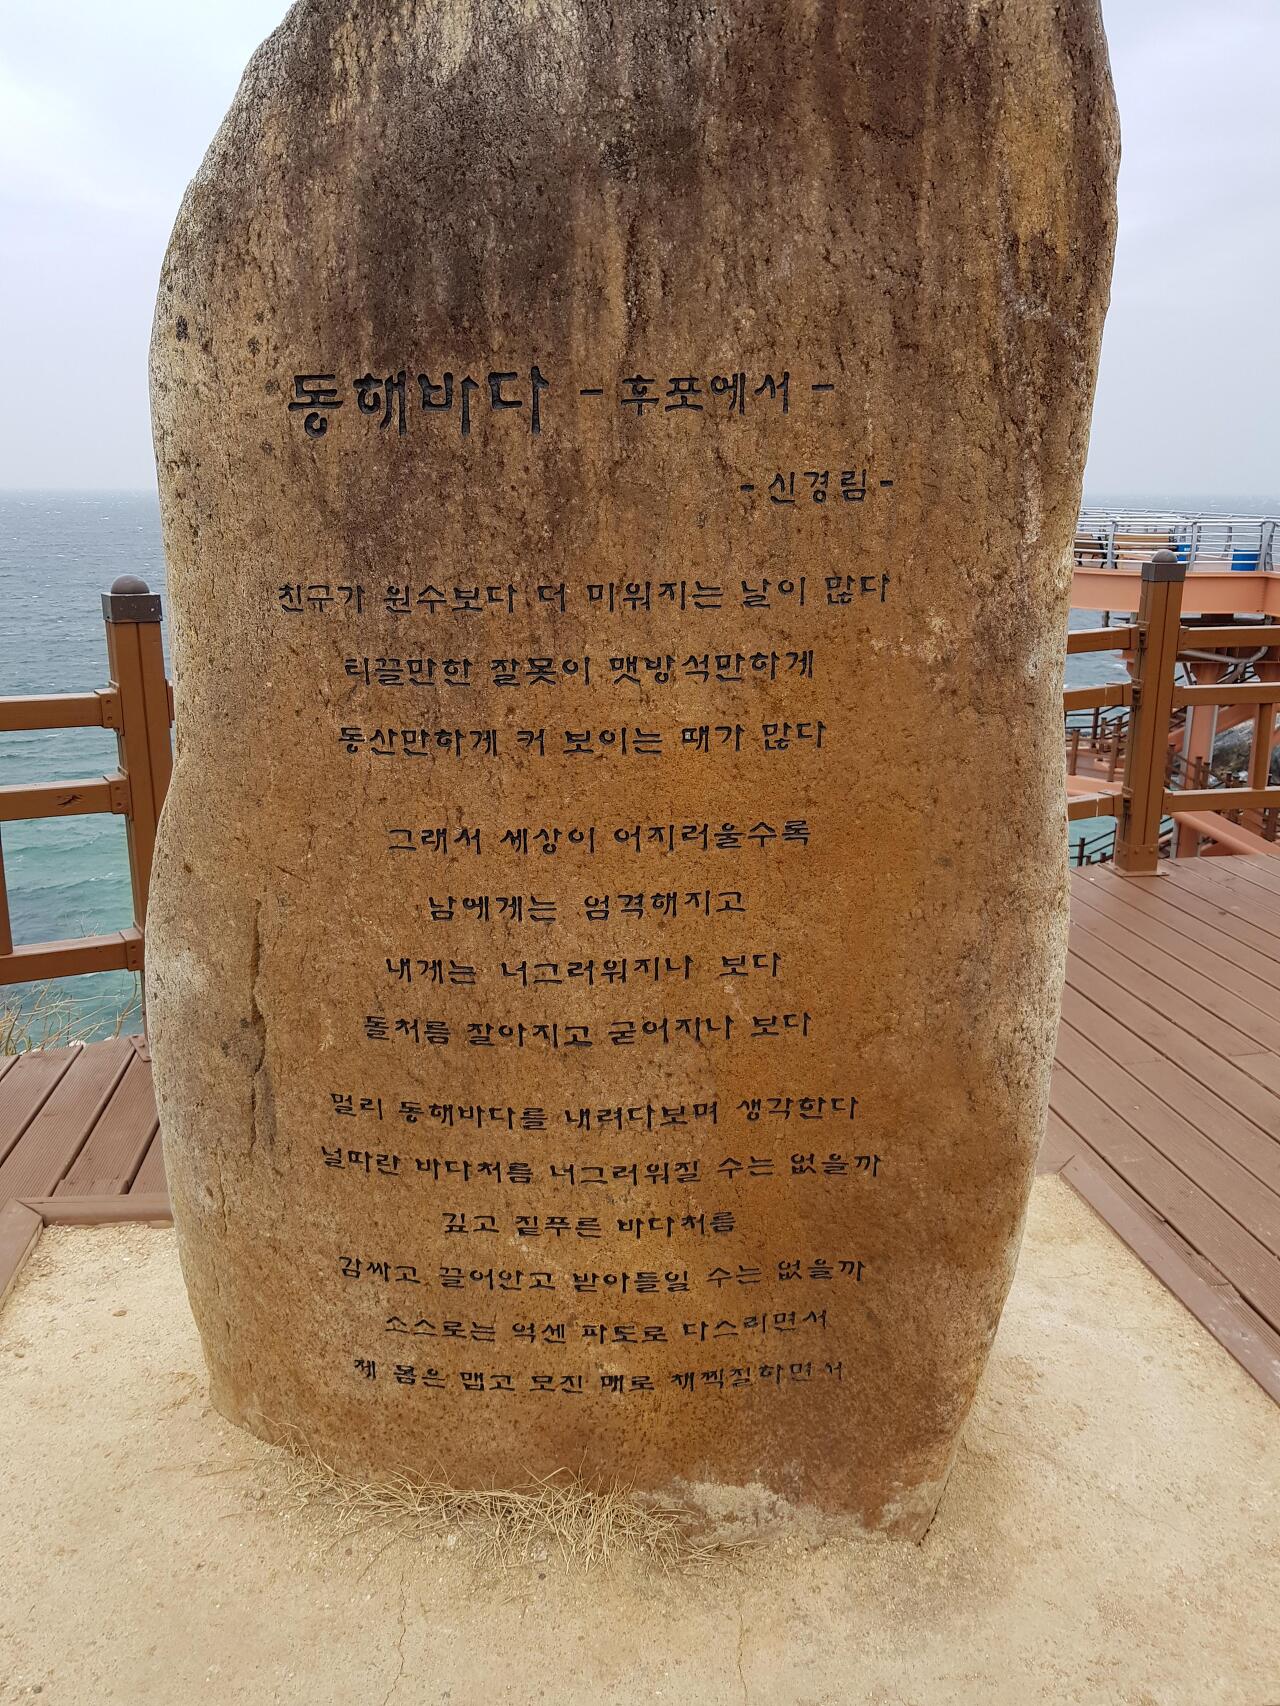 동해바다 - 후포에서 -
- 신경림 -
친규가 원수보다 더 미워지는 날이 많다
티끌만한 잘못이 맷방석만하게
동산만하게 커 보이는 때가 많다
그래서 세상이 어지러울수록
남에게는 엄격해지고
내게는 너그러워지나 보다
돌처름 잘아지고 굳어지나 보다
멀리 동해바다를 내려다보며 생각한다
널따란 바다처름 너그러워질 수는 없을까
깊고 짙푸른 바다처름
감싸고 끌어안고 받아들일 수는 없을까
스스로는 억센 파도로 다스리면서
제 몸은 맵고 모진 매로 채찍질하면서